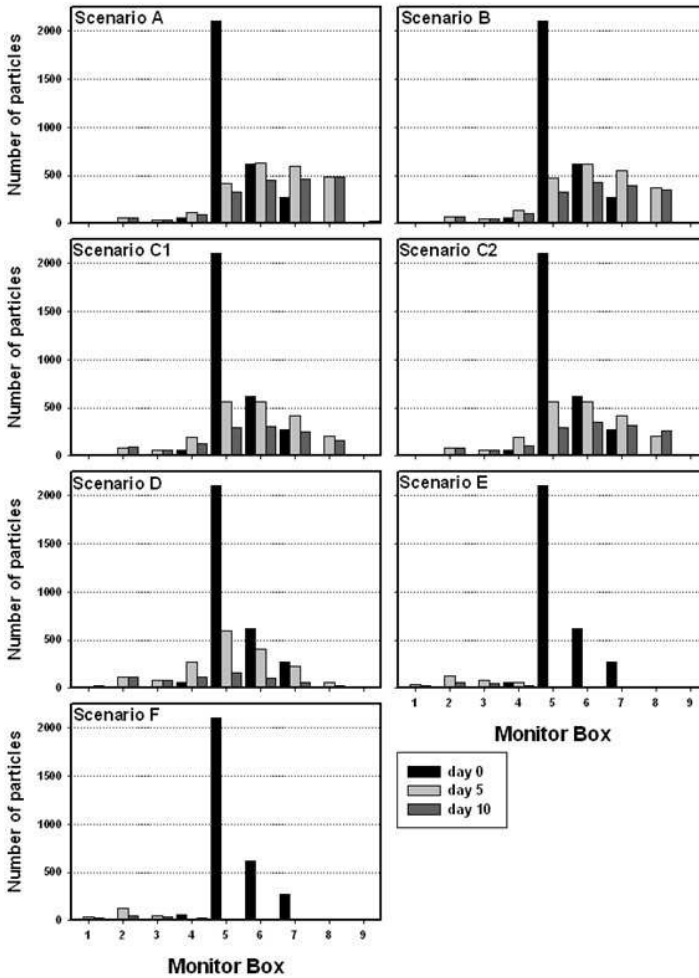 Scenario A
Scenario B
Number of particles
2000
1500
1000
500
0
Scenario C1
Scenario C2
Number of particles
2000
1500
1000
500
0
Scenario D
Scenario E
Number of particles
2000
1500
1000
500
0
1 2 3 4 5 6 7 8 9
Monitor Box
Scenario F
Number of particles
2000
1500
1000
500
0
day 0
day 5
day 10
1 2 3 4 5 6 7 8 9
Monitor Box